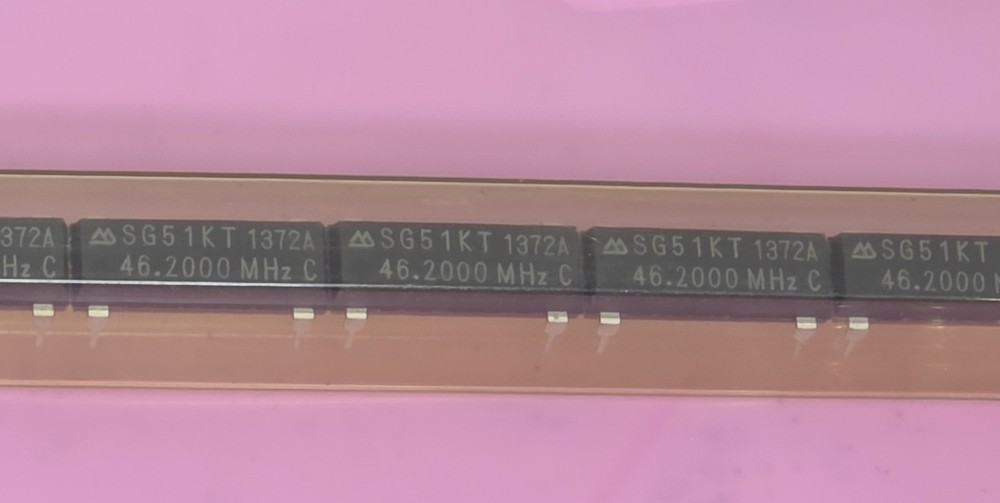 372A
Hz C
SG51KT 1372A
46.2000 MHz C
SG51KT 1372A
46.2000 MHz C
SG51KT 1372A
46.2000 MHz C
SG51KT
46.2000